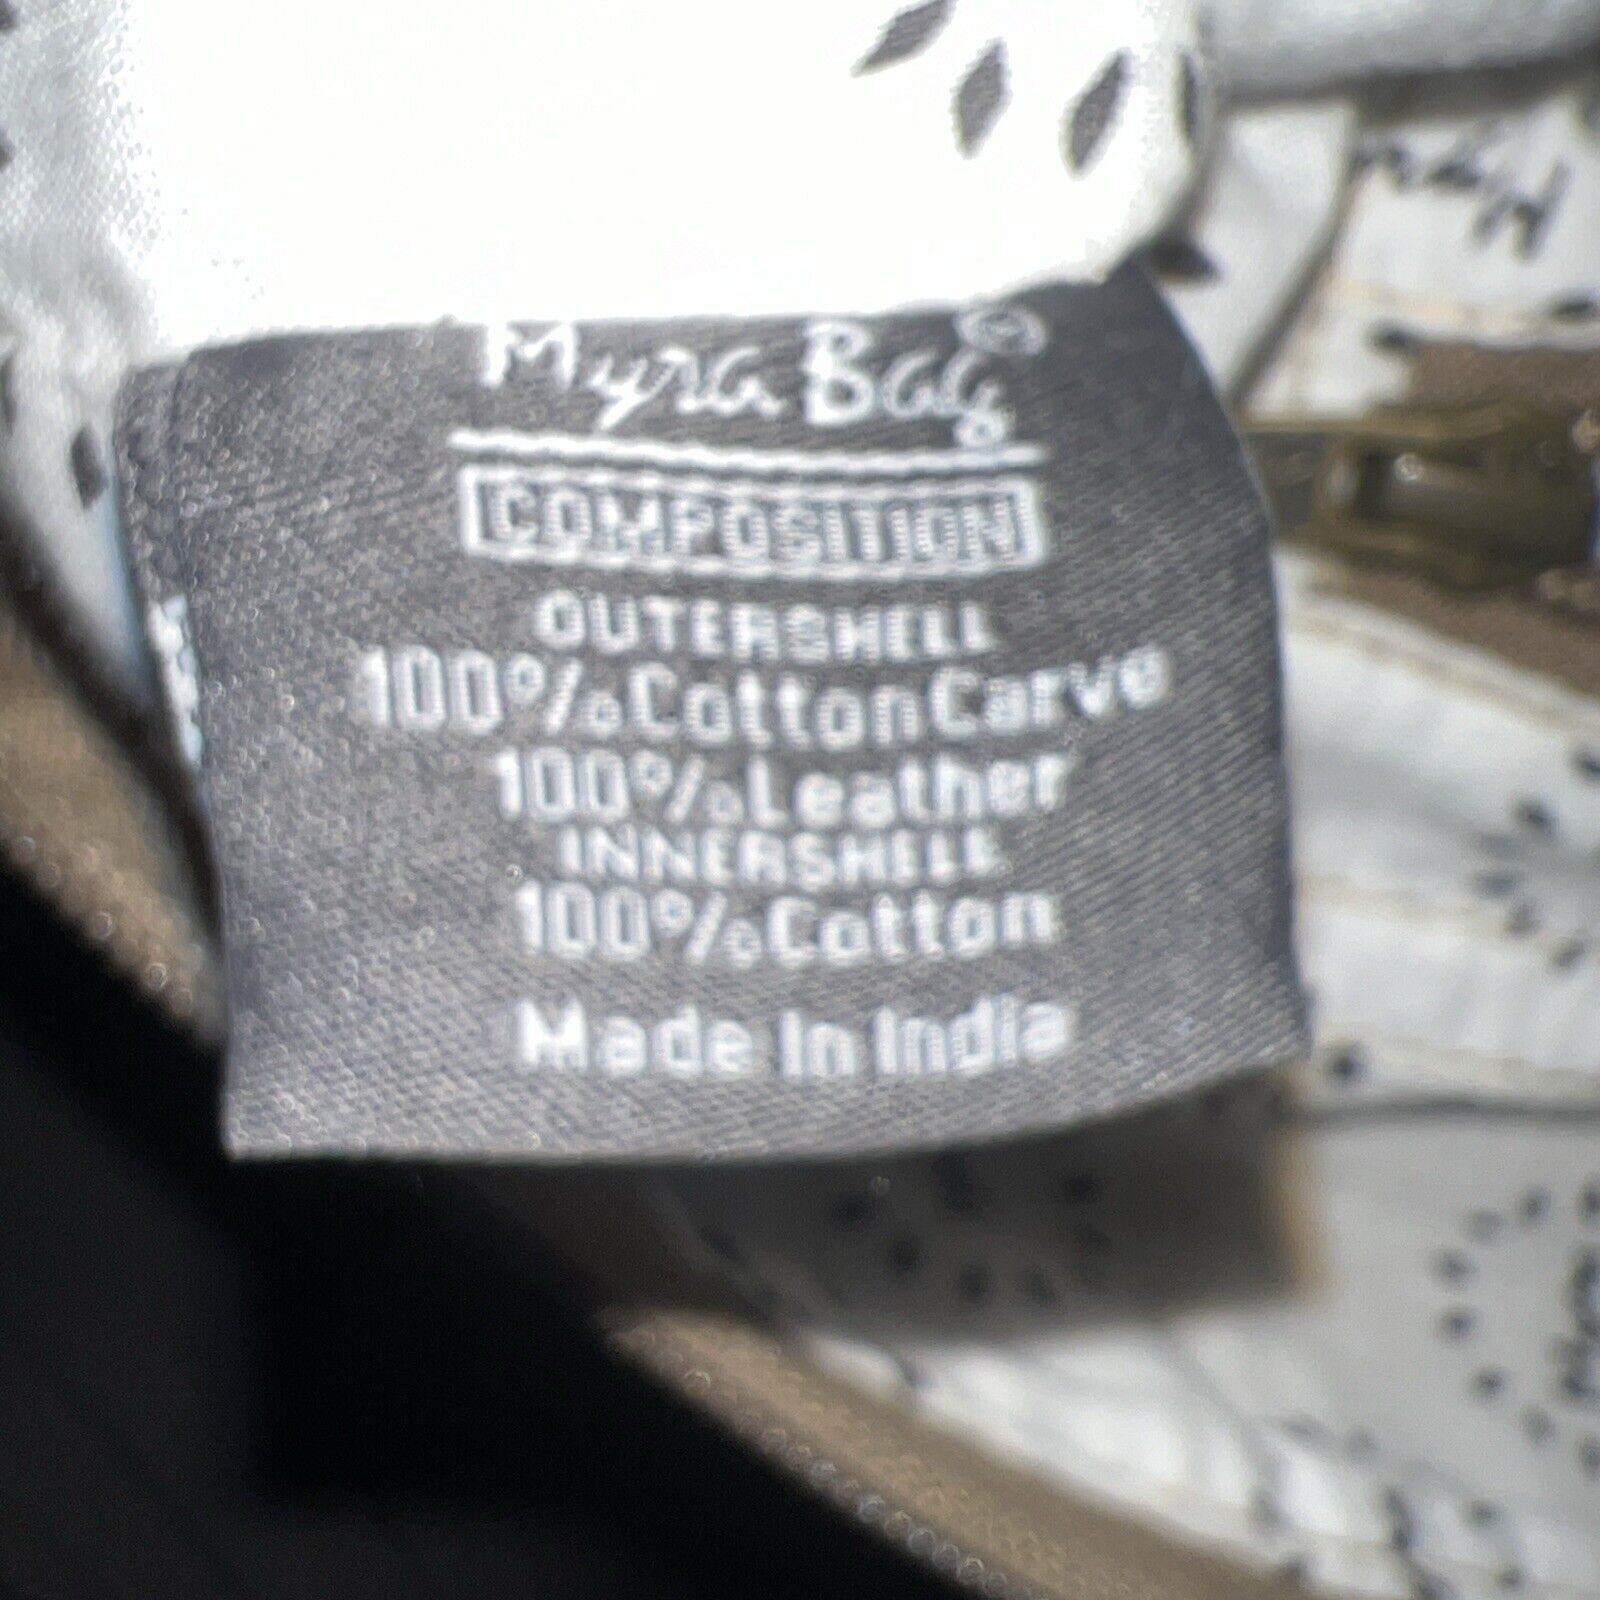 Myra Bag®
COMPOSITION
OUTERSHELL
100%Cotton Carve
100%Leather
INNERSHELL
100%Cotton
Made In India